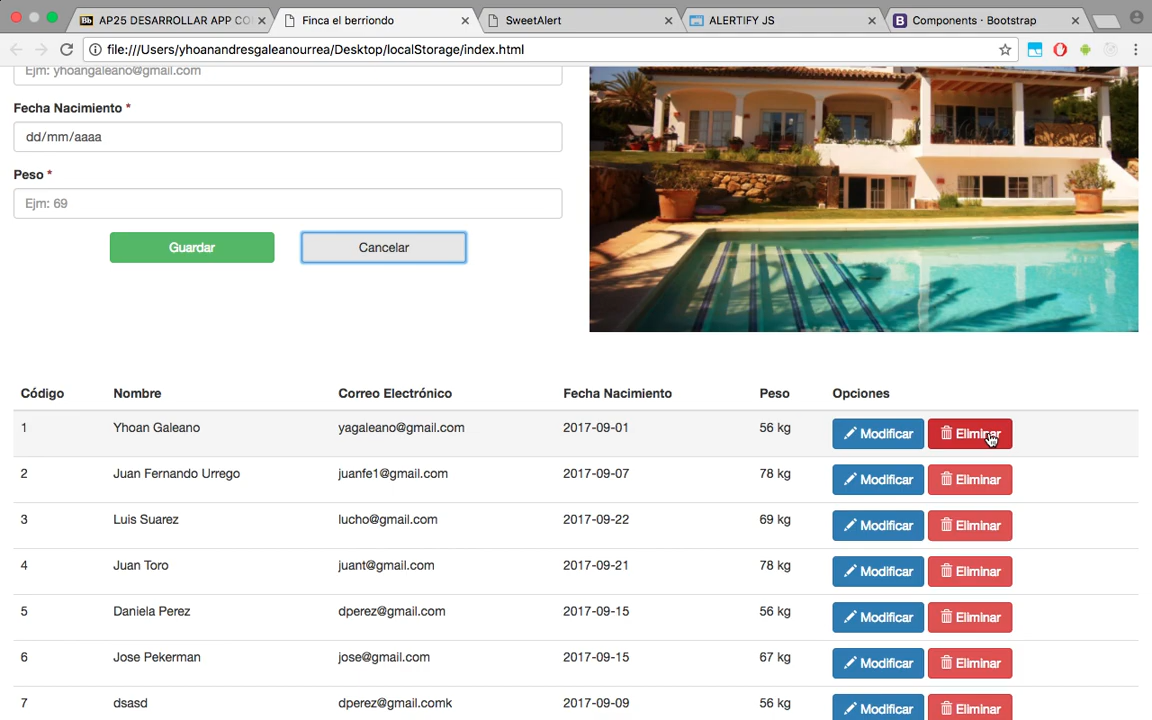 AP25 DESARROLLAR APP CO
Finca el berriondo
SweetAlert
ALERTIFY JS
Components · Bootstrap
file:///Users/yhoanandresgaleanourrea/Desktop/localStorage/index.html
Ejm: yhoangaleano@gmail.com
Fecha Nacimiento *
dd/mm/aaaa
Peso *
Ejm: 69
Guardar Cancelar
Código Nombre Correo Electrónico Fecha Nacimiento Peso Opciones
1 Yhoan Galeano yagaleano@gmail.com 2017-09-01 56 kg Modificar Eliminar
2 Juan Fernando Urrego juanfe1@gmail.com 2017-09-07 78 kg Modificar Eliminar
3 Luis Suarez lucho@gmail.com 2017-09-22 69 kg Modificar Eliminar
4 Juan Toro juant@gmail.com 2017-09-21 78 kg Modificar Eliminar
5 Daniela Perez dperez@gmail.com 2017-09-15 56 kg Modificar Eliminar
6 Jose Pekerman jose@gmail.com 2017-09-15 67 kg Modificar Eliminar
7 dsasd dperez@gmail.comk 2017-09-09 56 kg Modificar Eliminar